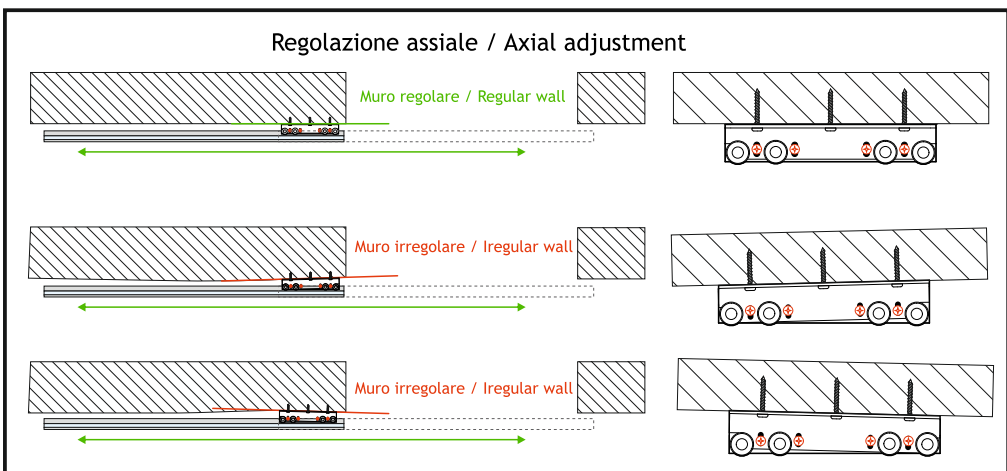 Regolazione assiale / Axial adjustment
Muro regolare / Regular wall
Muro irregolare / Iregular wall
Muro irregolare / Iregular wall